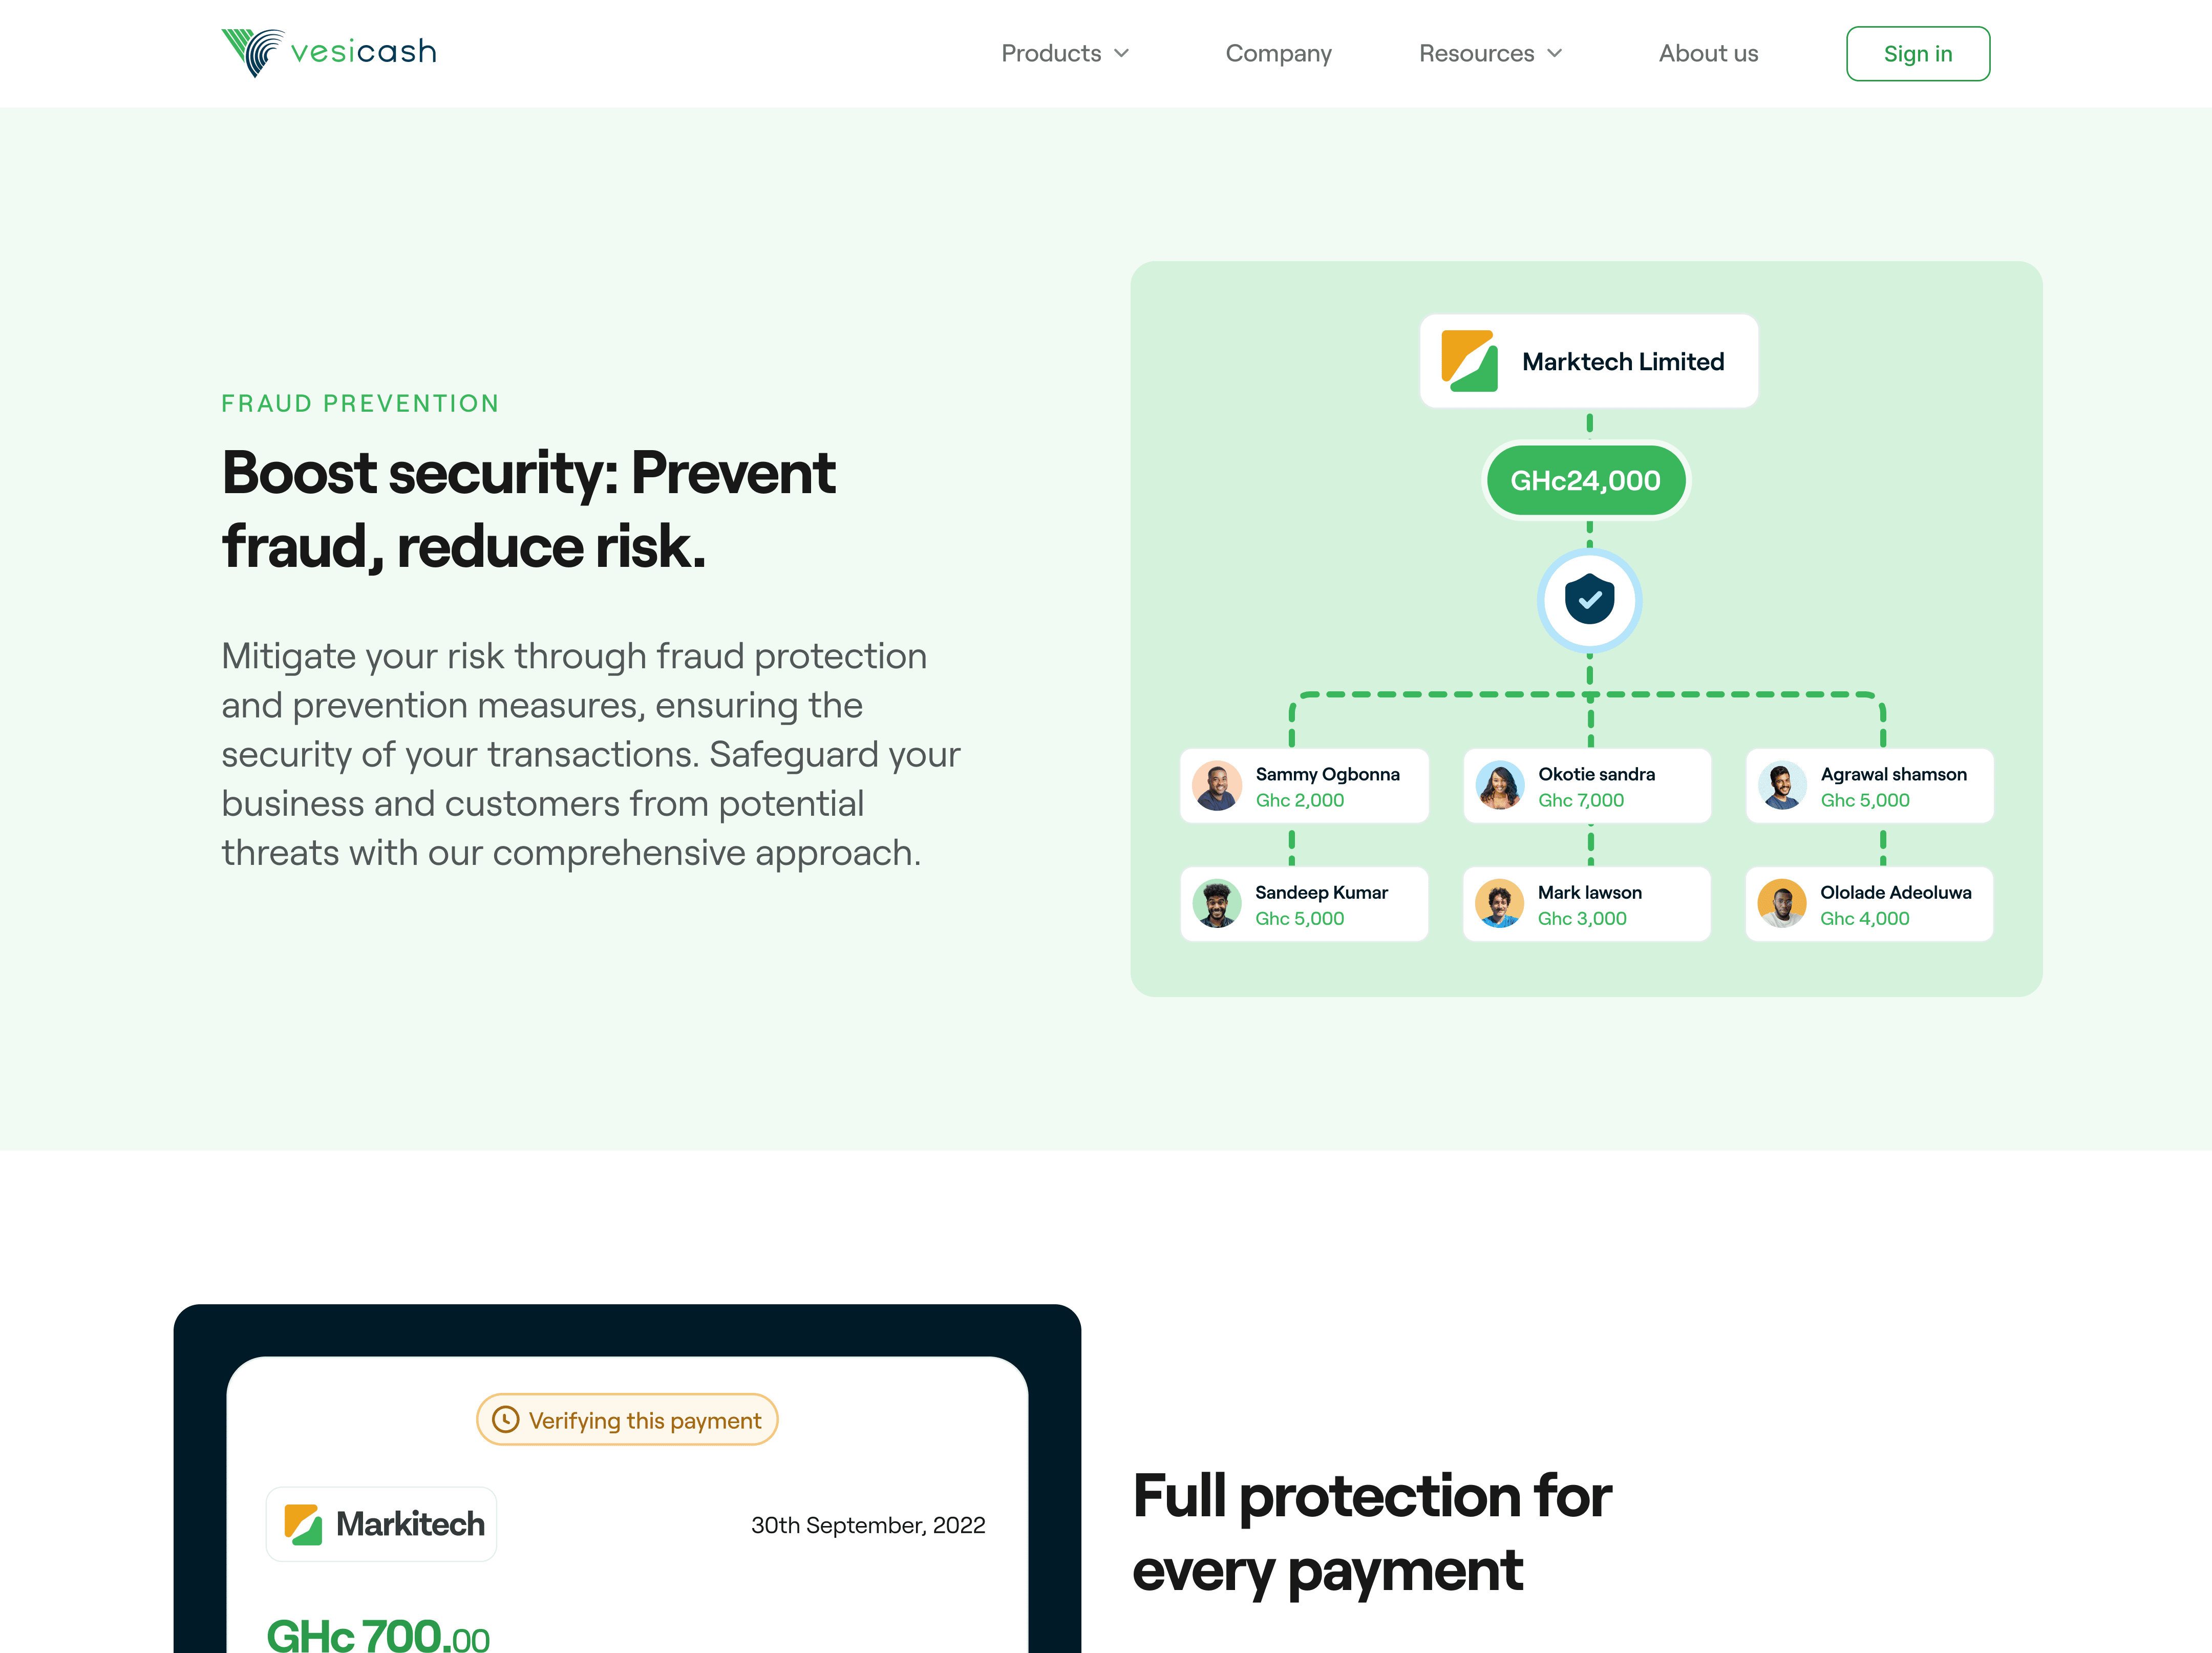 vesicash
Products
Company
Resources
About us
Sign in
FRAUD PREVENTION
Boost security: Prevent
fraud, reduce risk.
Mitigate your risk through fraud protection
and prevention measures, ensuring the
security of your transactions. Safeguard your
business and customers from potential
threats with our comprehensive approach.
Marktech Limited
GHc24,000
Sammy Ogbonna
Ghc 2,000
Okotie sandra
Ghc 7,000
Agrawal shamson
Ghc 5,000
Sandeep Kumar
Ghc 5,000
Mark lawson
Ghc 3,000
Ololade Adeoluwa
Ghc 4,000
Verifying this payment
Markitech
30th September, 2022
GHc 700.00
Full protection for
every payment